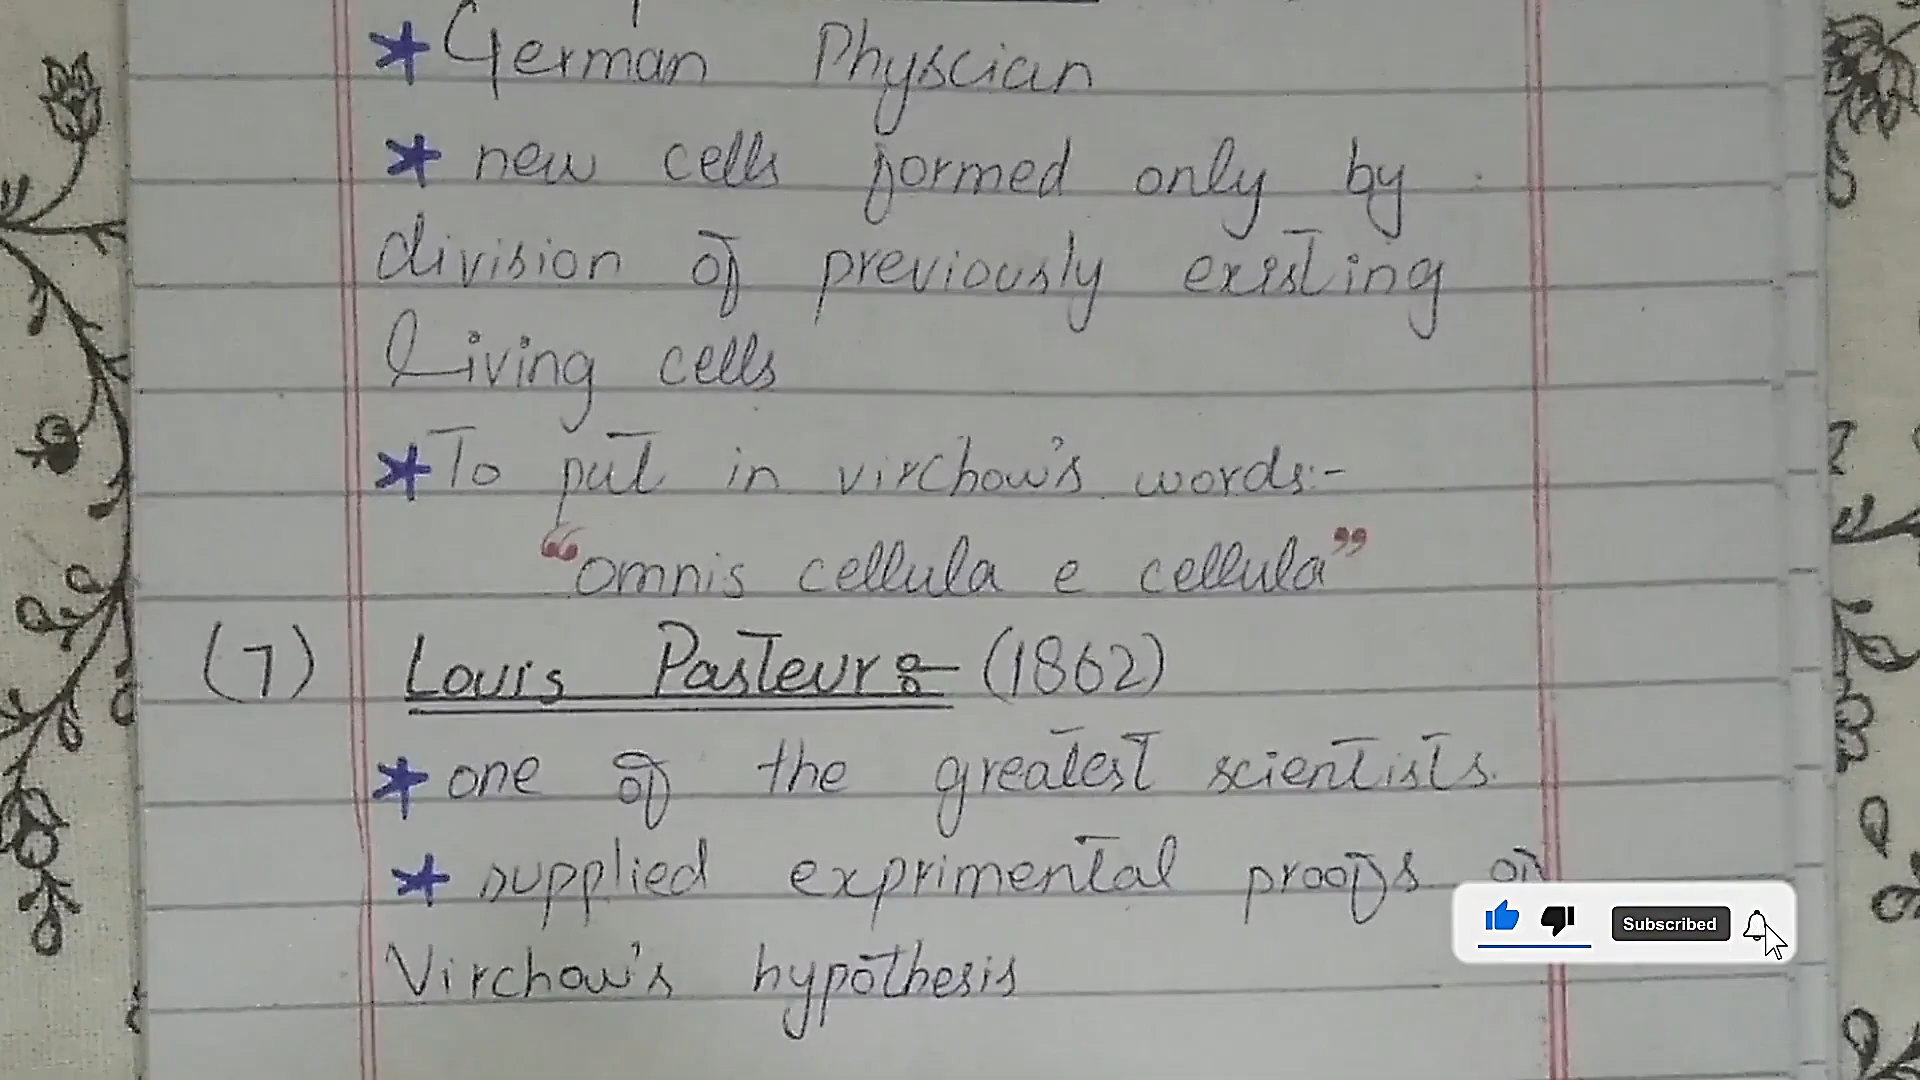 * German Physcian
* new cells formed only by
division of previously existing
living cells
* To put in virchow's words:-
“omnis cellula e cellula”
(7) Louis Pasteur :- (1862)
* one of the greatest scientists.
* supplied exprimental proofs of
Virchow's hypothesis
Subscribed